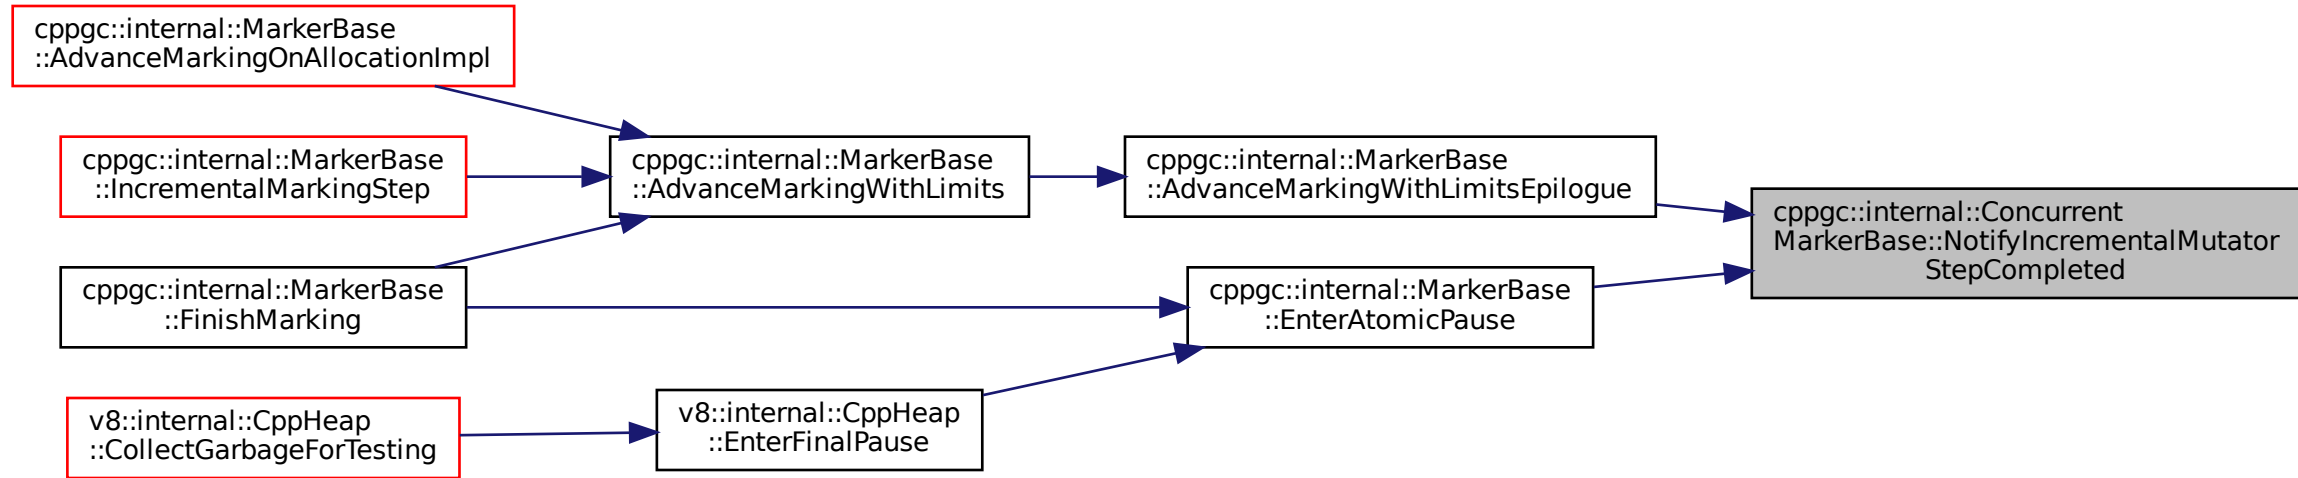 cppgc::internal::MarkerBase
::AdvanceMarkingOnAllocationImpl
cppgc::internal::MarkerBase
::IncrementalMarkingStep
cppgc::internal::MarkerBase
::FinishMarking
v8::internal::CppHeap
::CollectGarbageForTesting
cppgc::internal::MarkerBase
::AdvanceMarkingWithLimits
v8::internal::CppHeap
::EnterFinalPause
cppgc::internal::MarkerBase
::AdvanceMarkingWithLimitsEpilogue
cppgc::internal::MarkerBase
::EnterAtomicPause
cppgc::internal::Concurrent
MarkerBase::NotifyIncrementalMutator
StepCompleted